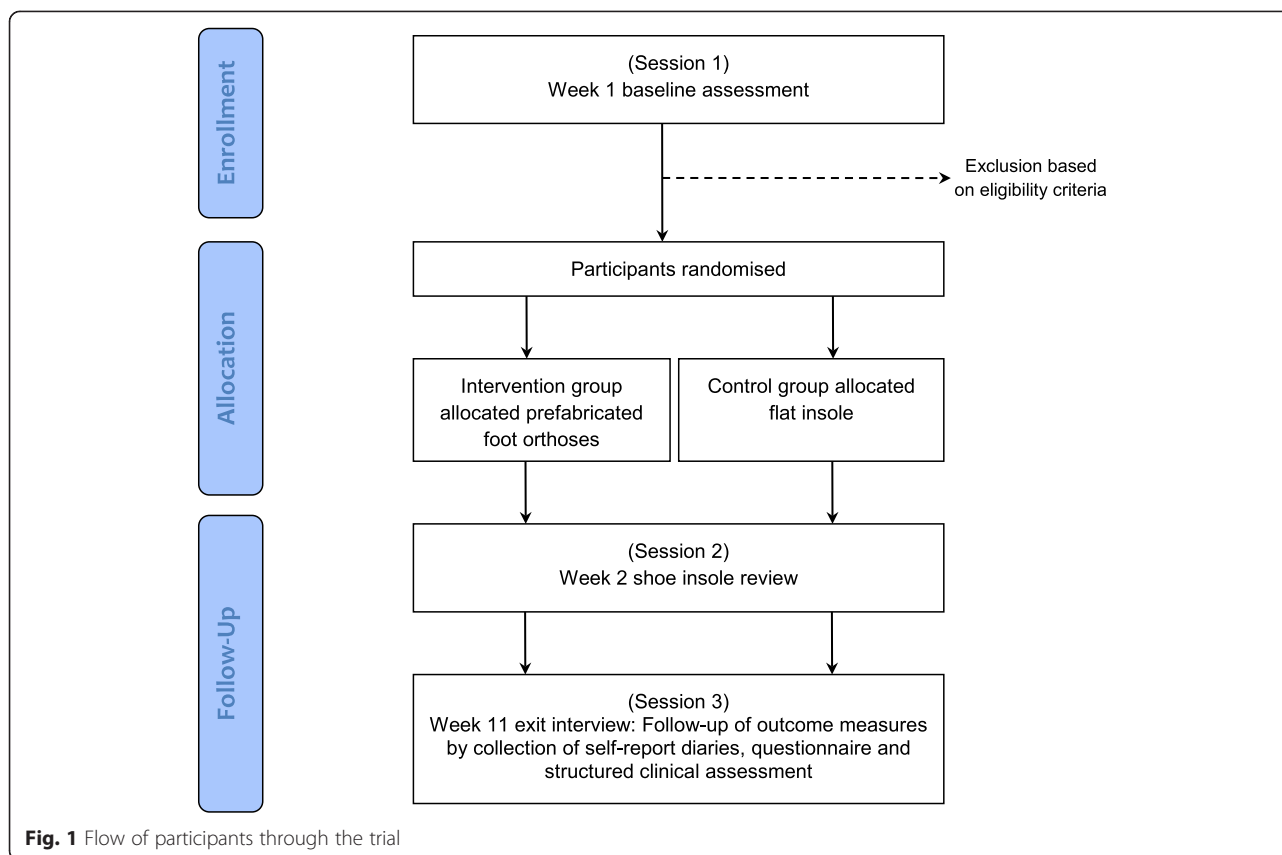 Enrollment
(Session 1)
Week 1 baseline assessment
Exclusion based
on eligibility criteria
Allocation
Participants randomised
Intervention group
allocated prefabricated
foot orthoses
Control group allocated
flat insole
Follow-Up
(Session 2)
Week 2 shoe insole review
(Session 3)
Week 11 exit interview: Follow-up of outcome measures
by collection of self-report diaries, questionnaire and
structured clinical assessment
Fig. 1 Flow of participants through the trial